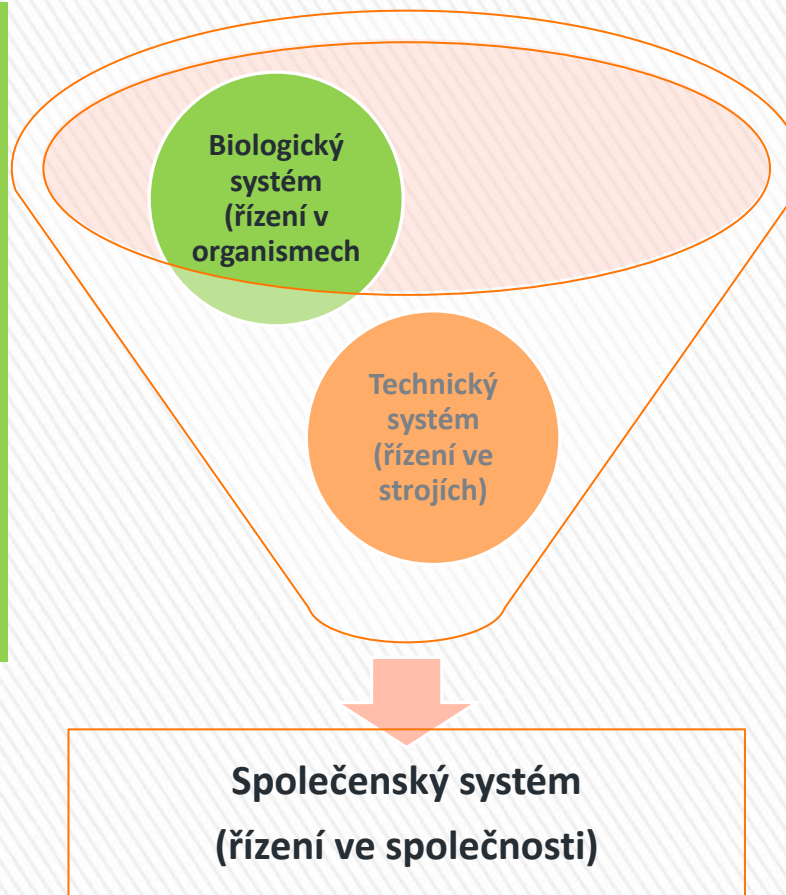 Biologický
systém
(řízení v
organismech
Technický
systém
(řízení ve
strojích)
Společenský systém
(řízení ve společnosti)